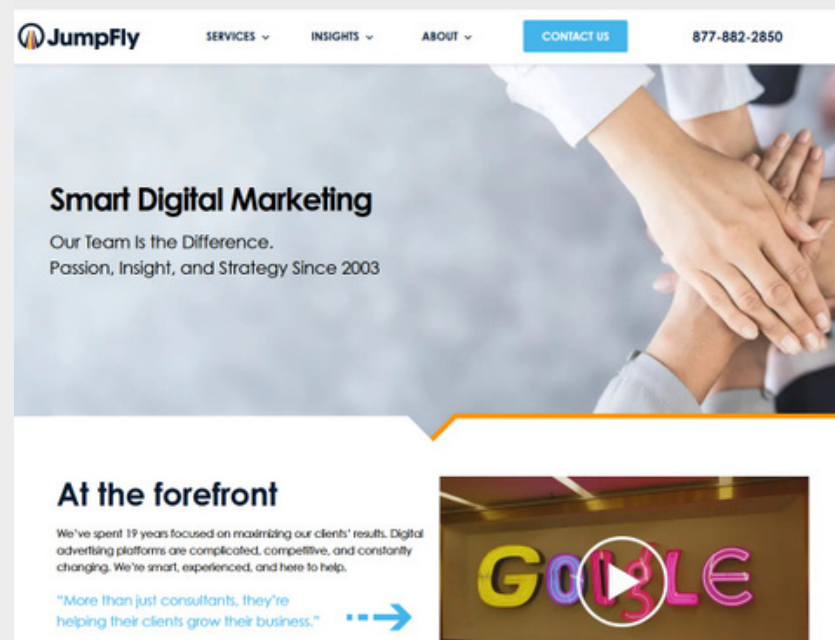 JumpFly
SERVICES
INSIGHTS
ABOUT
CONTACT US
877-882-2850
Smart Digital Marketing
Our Team Is the Difference.
Passion, Insight, and Strategy Since 2003
At the forefront
We've spent 19 years focused on maximizing our clients' results. Digital
advertising platforms are complicated, competitive, and constantly
changing. We're smart, experienced, and here to help.
"More than just consultants, they're
helping their clients grow their business."
GOOGLE